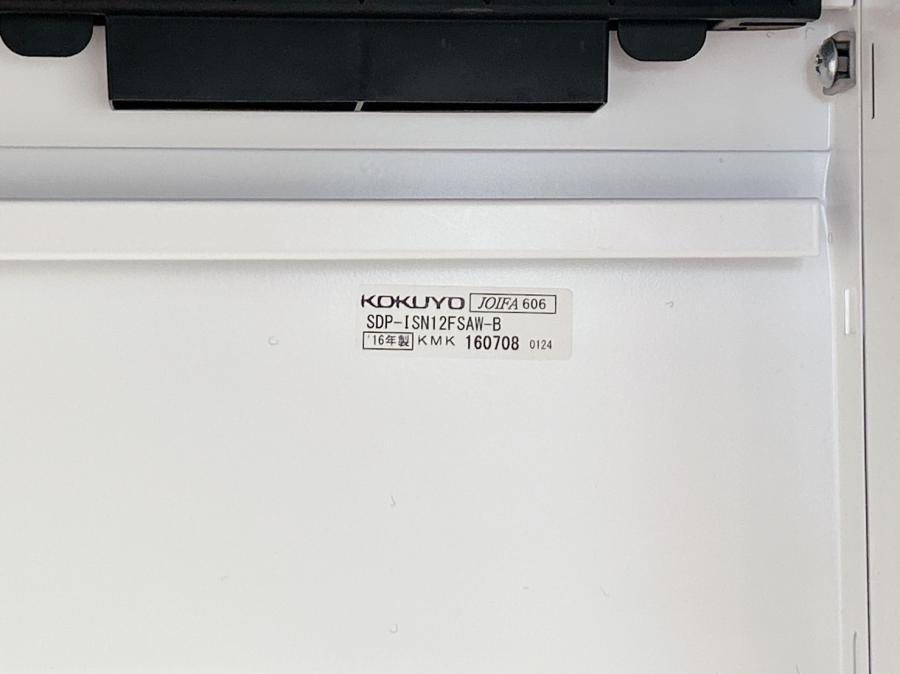 KOKUYO JOIFA 606
SDP-ISN12FSAW-B
'16年製 KMK 160708 0124